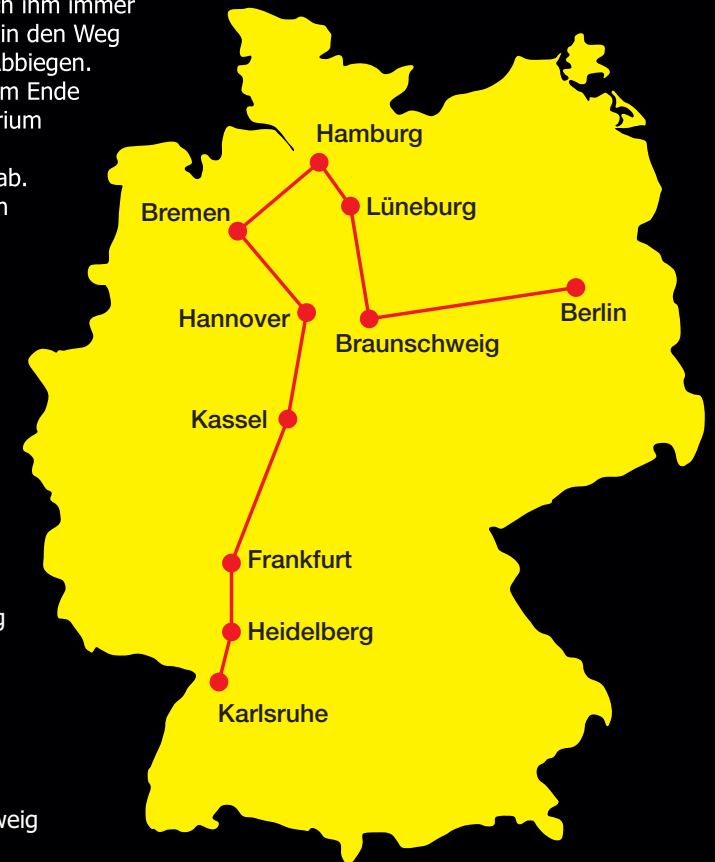 ch ihm immer
in den Weg
Abbiegen.
m Ende
rium
ab.
n
Hamburg
Bremen
Lüneburg
Hannover
Berlin
Braunschweig
Kassel
Frankfurt
g
Heidelberg
Karlsruhe
weig